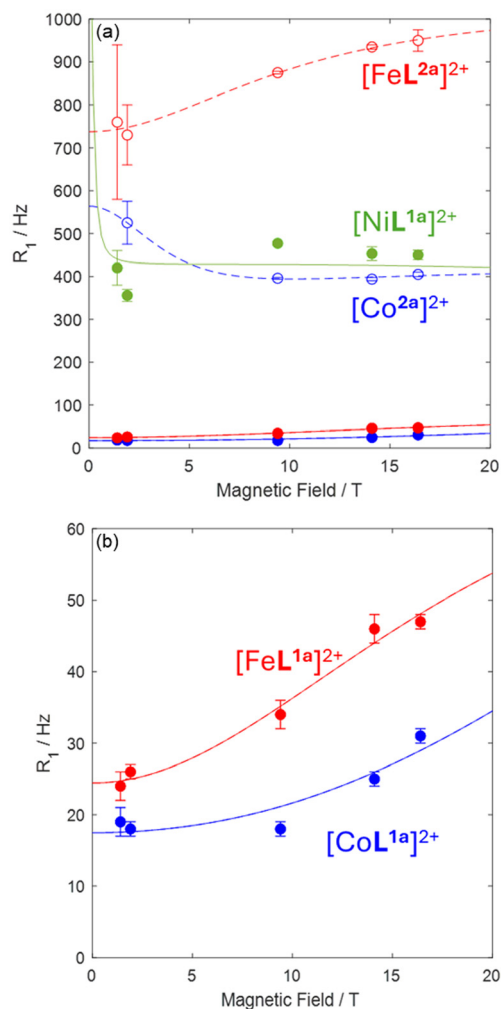 (a)
1000
900
800
700
600
500
400
300
200
100
0
R₁ / Hz
[FeL²ᵃ]²⁺
[NiL¹ᵃ]²⁺
[Co²ᵃ]²⁺
0 5 10 15 20
Magnetic Field / T
(b)
60
50
40
30
20
10
0
R₁ / Hz
[FeL¹ᵃ]²⁺
[CoL¹ᵃ]²⁺
0 5 10 15 20
Magnetic Field / T